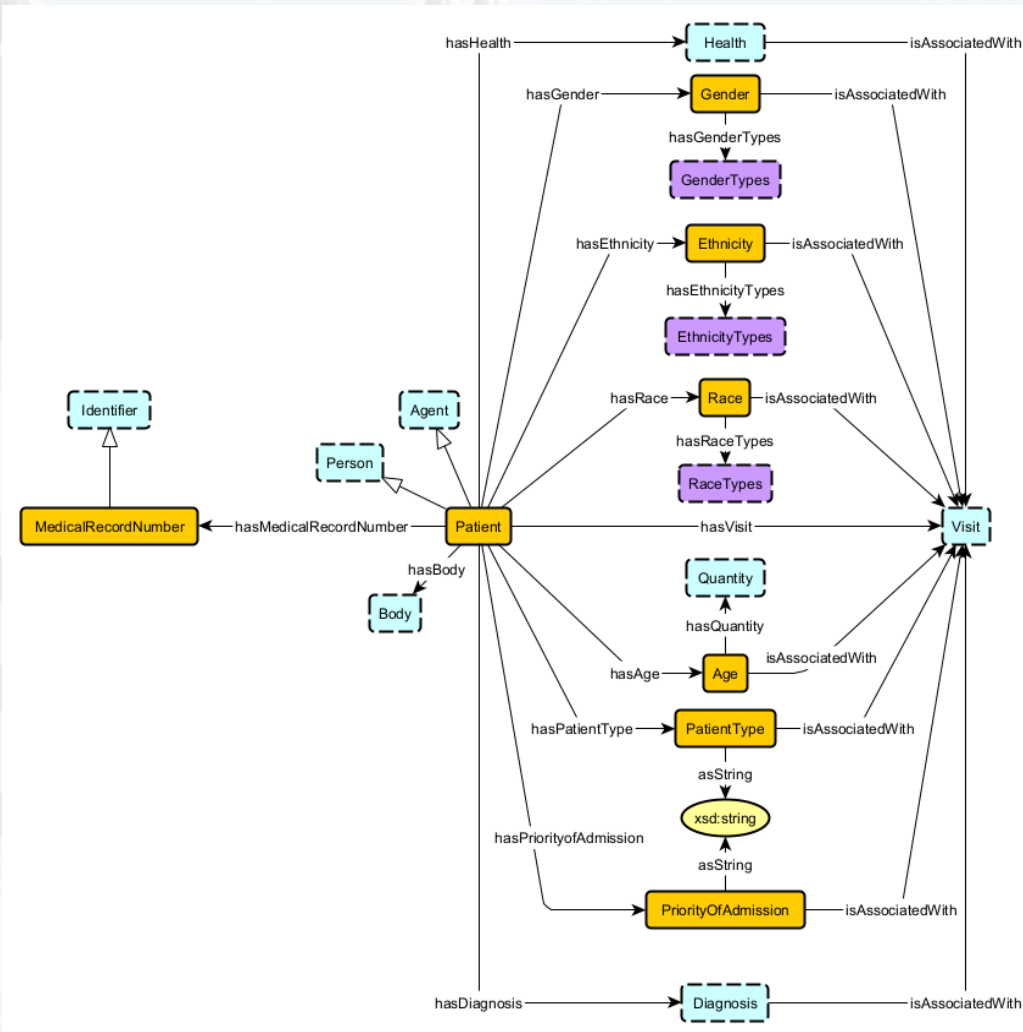 hasHealth
Health
isAssociatedWith
hasGender
Gender
isAssociatedWith
hasGenderTypes
GenderTypes
hasEthnicity
Ethnicity
isAssociatedWith
hasEthnicityTypes
EthnicityTypes
Identifier
Agent
hasRace
Race
isAssociatedWith
hasRaceTypes
Person
RaceTypes
MedicalRecordNumber
hasMedicalRecordNumber
Patient
hasVisit
Visit
hasBody
Body
Quantity
hasQuantity
hasAge
Age
isAssociatedWith
hasPatientType
PatientType
isAssociatedWith
asString
xsd:string
hasPriorityofAdmission
asString
PriorityOfAdmission
isAssociatedWith
hasDiagnosis
Diagnosis
isAssociatedWith